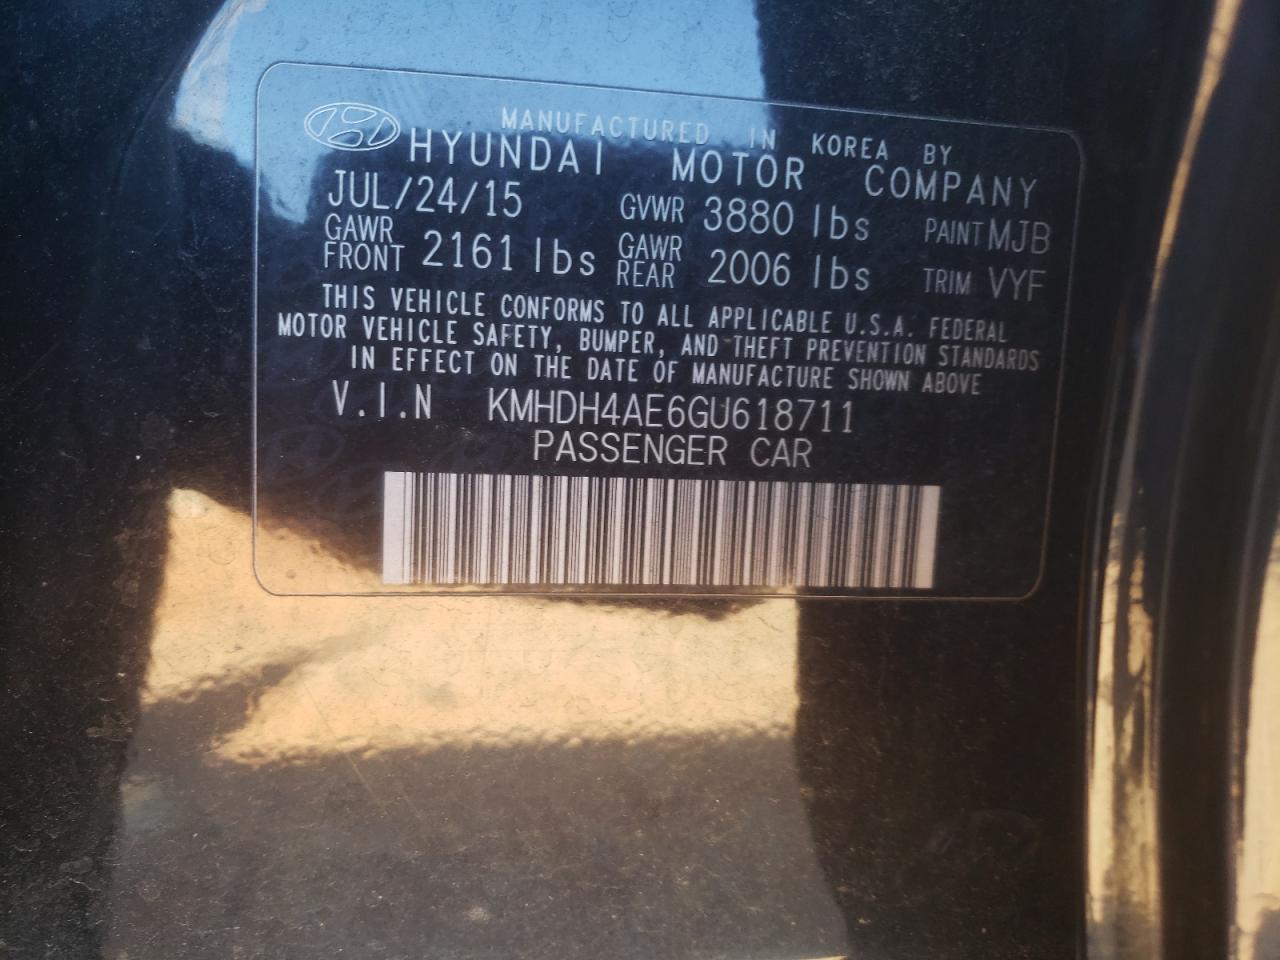 MANUFACTURED IN KOREA BY
HYUNDAI MOTOR COMPANY
JUL/24/15 GVWR 3880 lbs PAINT MJB
GAWR FRONT 2161 lbs GAWR REAR 2006 lbs TRIM VYF
THIS VEHICLE CONFORMS TO ALL APPLICABLE U.S.A. FEDERAL
MOTOR VEHICLE SAFETY, BUMPER, AND THEFT PREVENTION STANDARDS
IN EFFECT ON THE DATE OF MANUFACTURE SHOWN ABOVE
V.I.N KMHDH4AE6GU618711
PASSENGER CAR